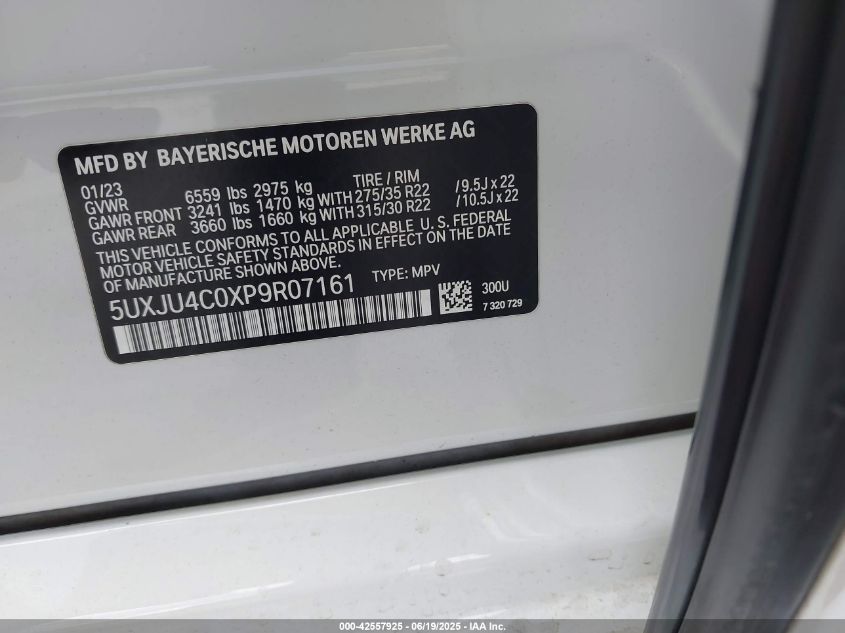 MFD BY BAYERISCHE MOTOREN WERKE AG
01/23 TIRE / RIM
GVWR 6559 lbs 2975 kg
GAWR FRONT 3241 lbs 1470 kg WITH 275/35 R22 / 9.5J x 22
GAWR REAR 3660 lbs 1660 kg WITH 315/30 R22 / 10.5J x 22
THIS VEHICLE CONFORMS TO ALL APPLICABLE U. S. FEDERAL
MOTOR VEHICLE SAFETY STANDARDS IN EFFECT ON THE DATE
OF MANUFACTURE SHOWN ABOVE.
5UXJU4C0XP9R07161 TYPE: MPV
300U
7 320 729
000-42557925 - 06/19/2025 - IAA Inc.